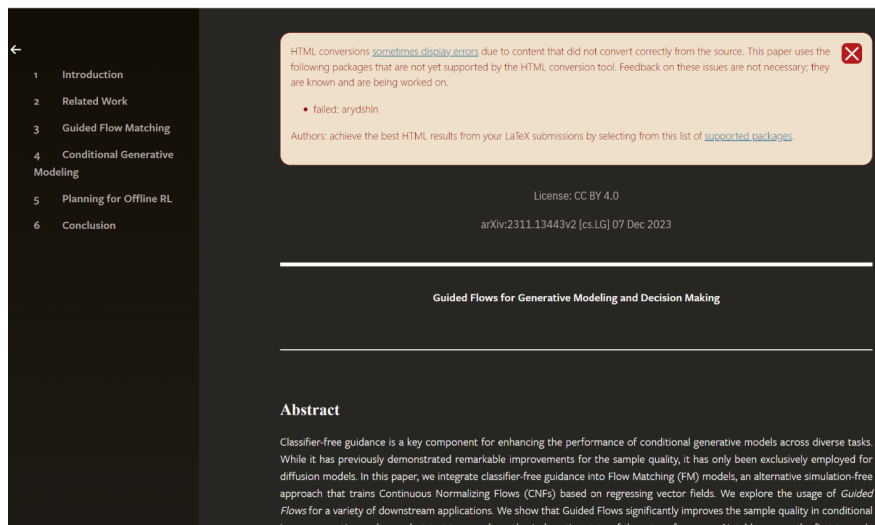 ←
1 Introduction
2 Related Work
3 Guided Flow Matching
4 Conditional Generative
Modeling
5 Planning for Offline RL
6 Conclusion
HTML conversions sometimes display errors due to content that did not convert correctly from the source. This paper uses the
following packages that are not yet supported by the HTML conversion tool. Feedback on these issues are not necessary; they
are known and are being worked on.
• failed: arydshln
Authors: achieve the best HTML results from your LaTeX submissions by selecting from this list of supported packages.
License: CC BY 4.0
arXiv:2311.13443v2 [cs.LG] 07 Dec 2023
Guided Flows for Generative Modeling and Decision Making
Abstract
Classifier-free guidance is a key component for enhancing the performance of conditional generative models across diverse tasks.
While it has previously demonstrated remarkable improvements for the sample quality, it has only been exclusively employed for
diffusion models. In this paper, we integrate classifier-free guidance into Flow Matching (FM) models, an alternative simulation-free
approach that trains Continuous Normalizing Flows (CNFs) based on regressing vector fields. We explore the usage of Guided
Flows for a variety of downstream applications. We show that Guided Flows significantly improves the sample quality in conditional